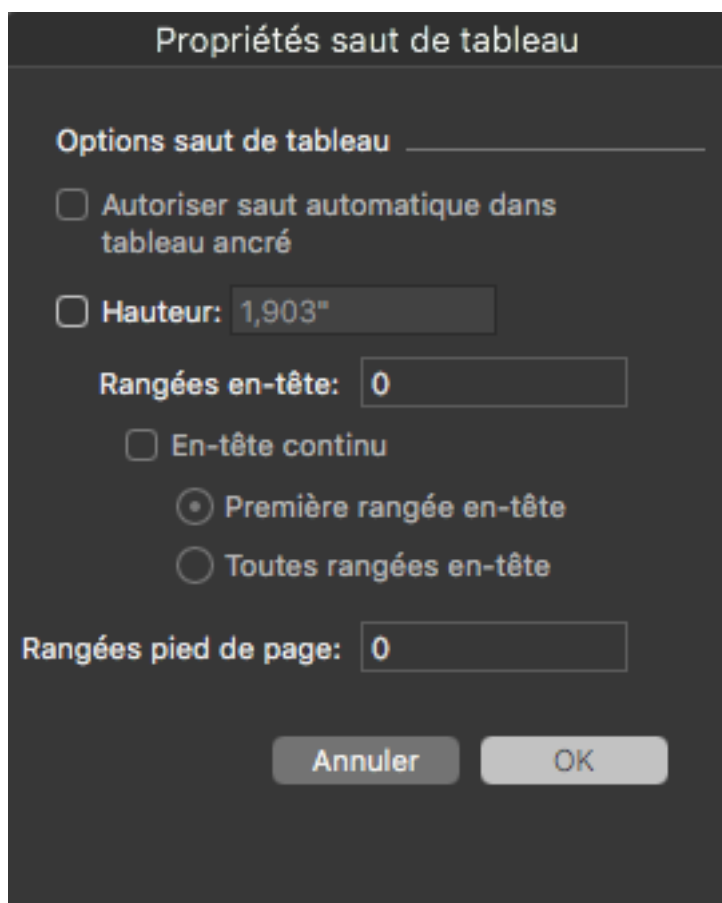 Propriétés saut de tableau
Options saut de tableau
Autoriser saut automatique dans
tableau ancré
Hauteur: 1,903"
Rangées en-tête: 0
En-tête continu
Première rangée en-tête
Toutes rangées en-tête
Rangées pied de page: 0
Annuler OK